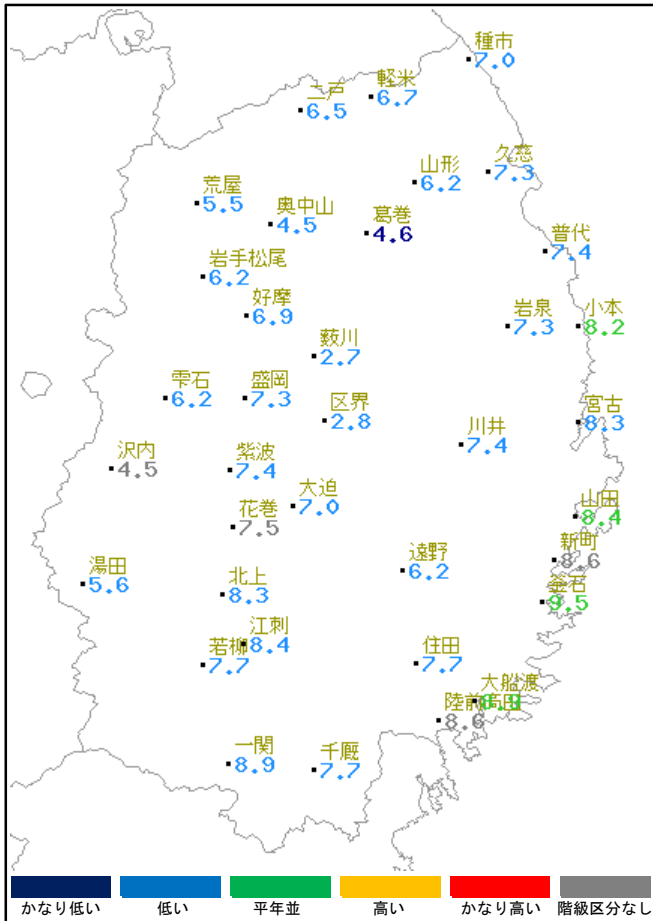 種市
7.0
軽米
6.7
二戸
6.5
久慈
7.3
山形
6.2
荒屋
5.5
奥中山
4.5
葛巻
4.6
普代
7.4
岩手松尾
6.2
好摩
6.9
岩泉
7.3
小本
8.2
薮川
2.7
雫石
6.2
盛岡
7.3
区界
2.8
宮古
8.3
川井
7.4
沢内
4.5
紫波
7.4
大迫
7.0
山田
8.4
花巻
7.5
新町
8.6
遠野
6.2
湯田
5.6
釜石
9.5
北上
8.3
江刺
8.4
若柳
7.7
住田
7.7
大船渡
陸前高田
8.6
一関
8.9
千厩
7.7
かなり低い 低い 平年並 高い かなり高い 階級区分なし